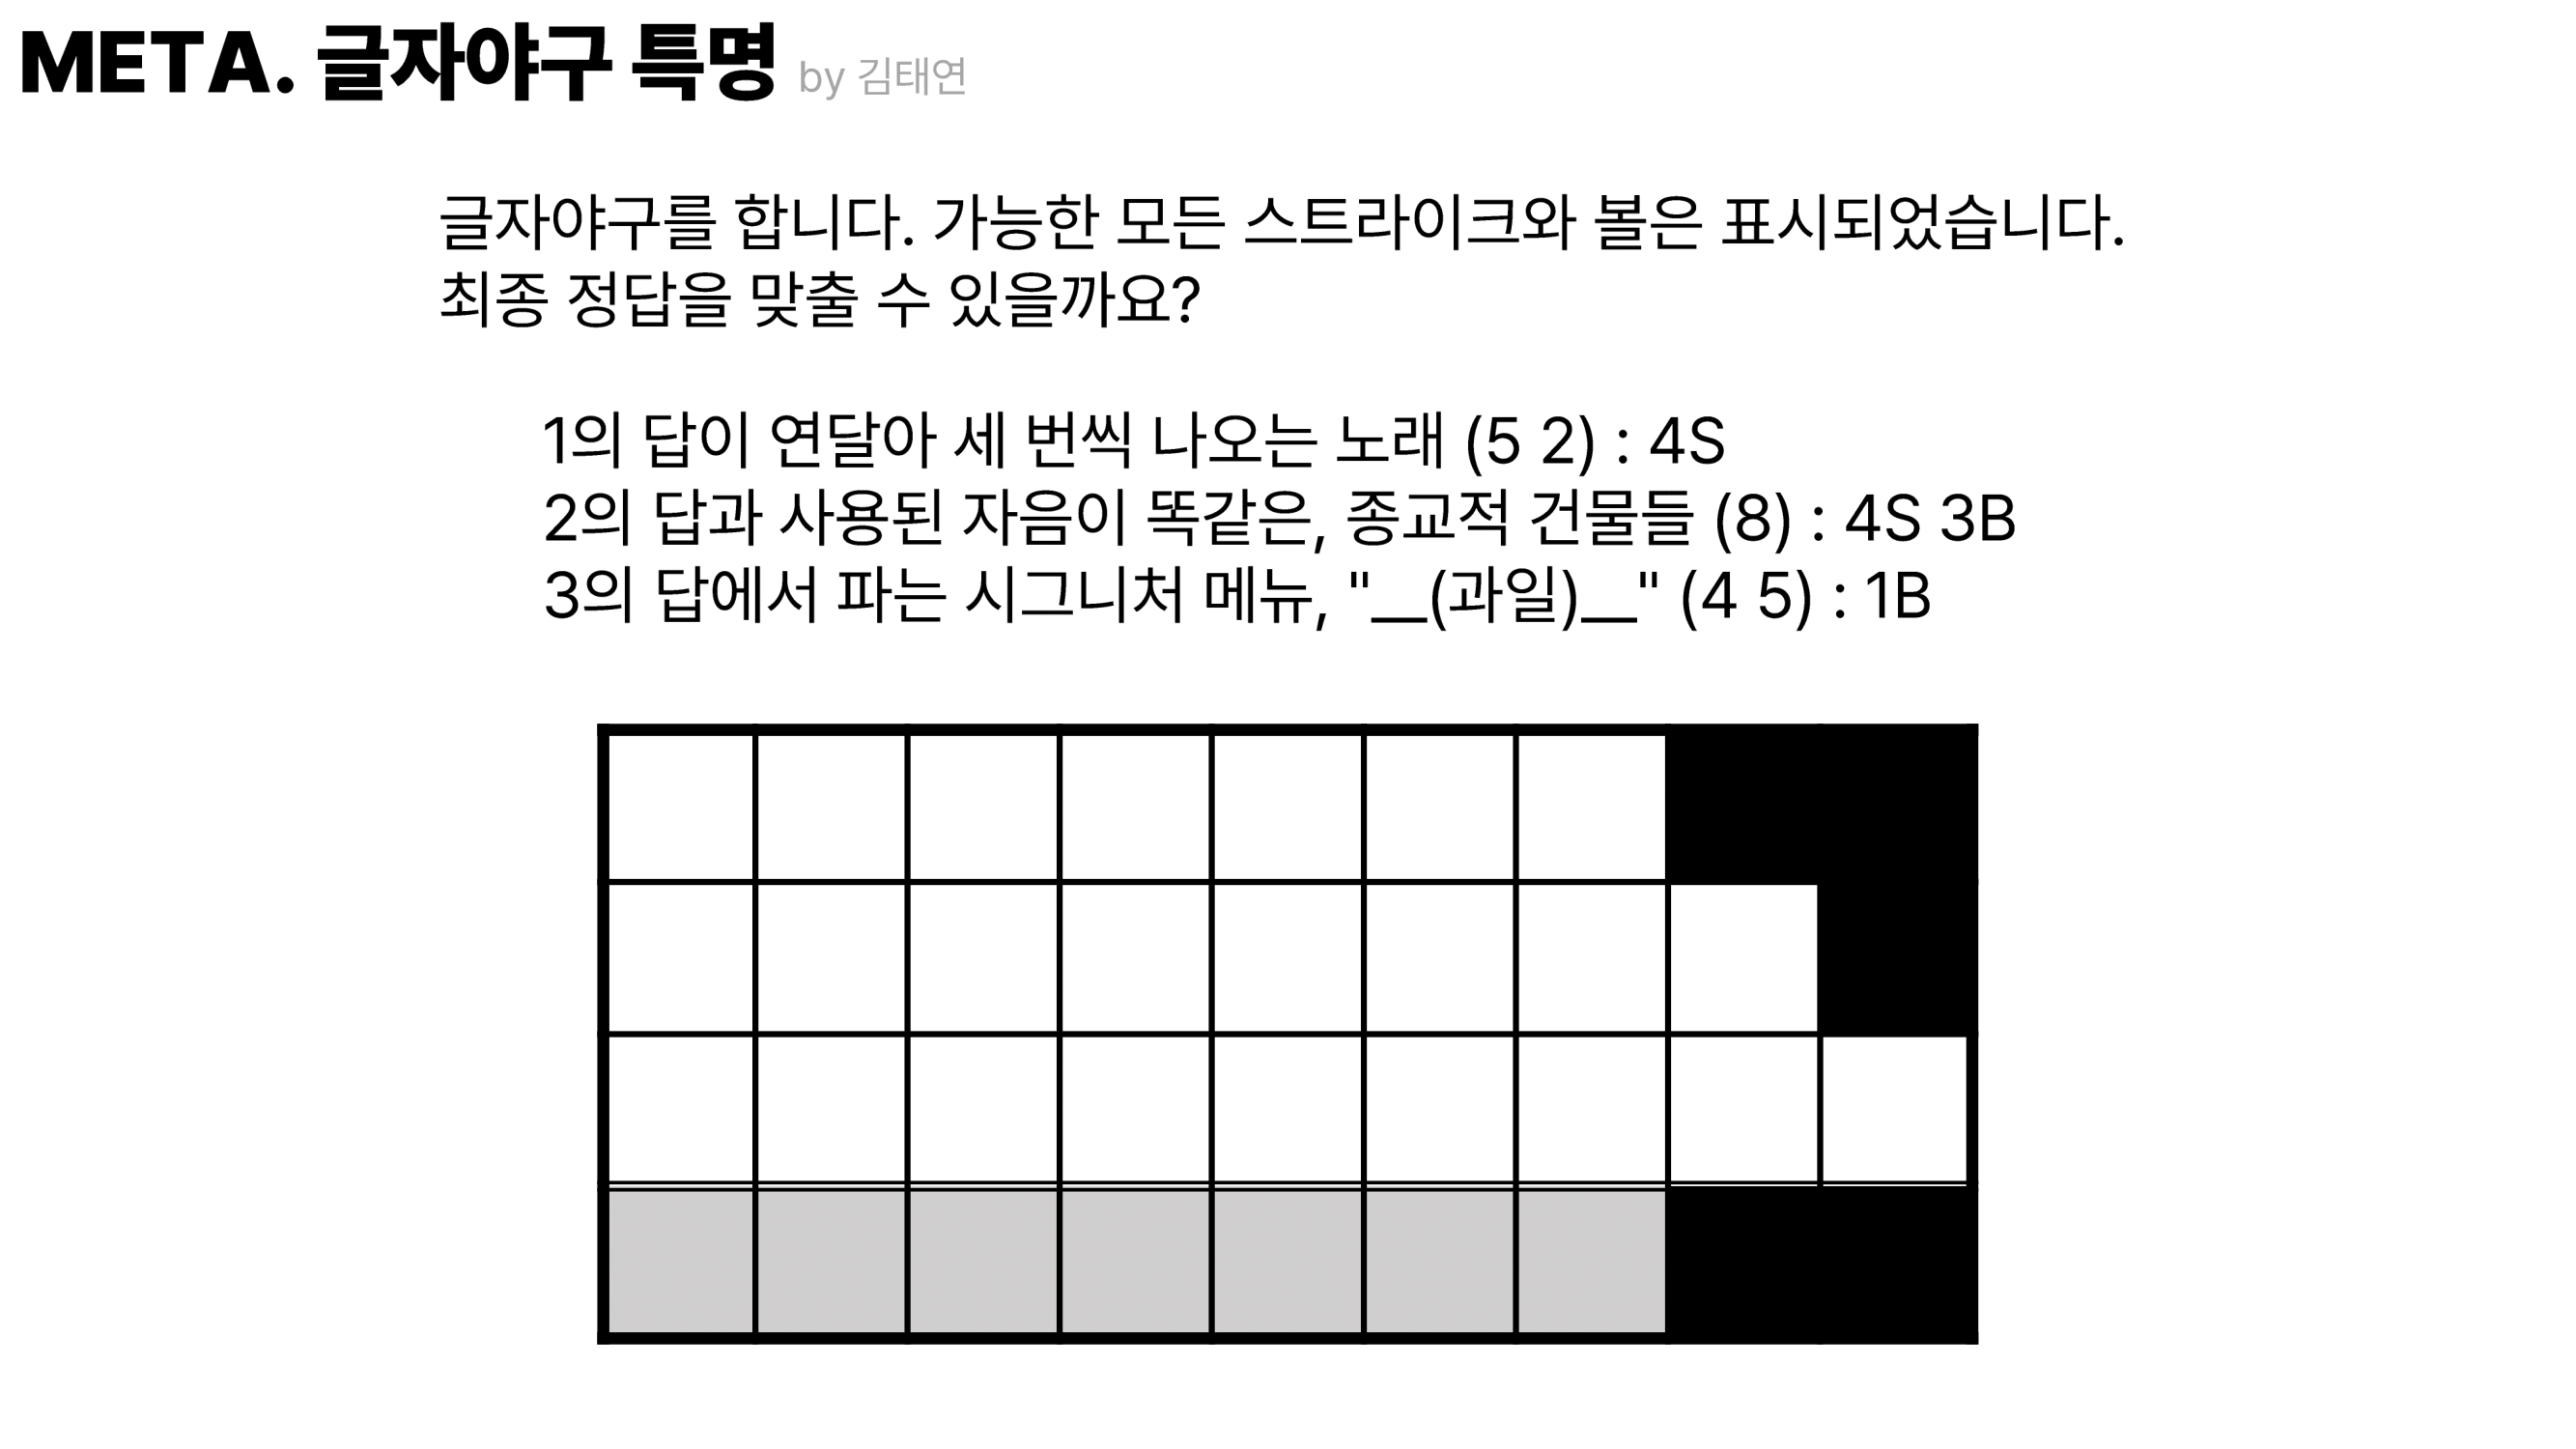 META. 글자야구 특명 by 김태연
글자야구를 합니다. 가능한 모든 스트라이크와 볼은 표시되었습니다.
최종 정답을 맞출 수 있을까요?
1의 답이 연달아 세 번씩 나오는 노래 (5 2) : 4S
2의 답과 사용된 자음이 똑같은, 종교적 건물들 (8) : 4S 3B
3의 답에서 파는 시그니처 메뉴, "__(과일)__" (4 5) : 1B